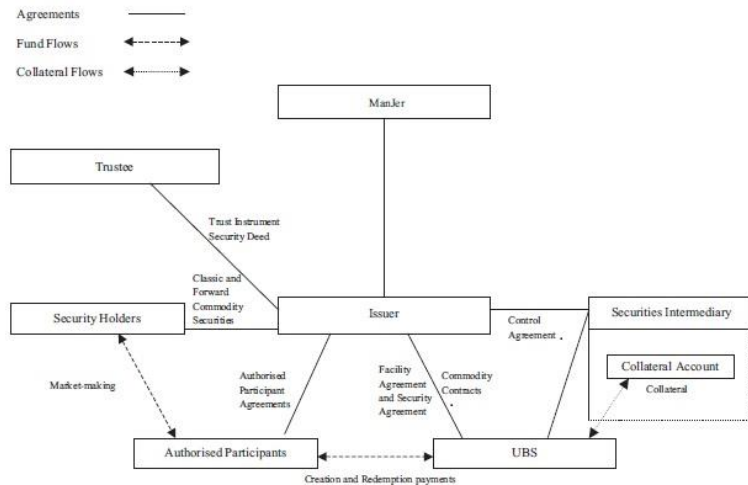 Agreements
Fund Flows
Collateral Flows
ManJer
Trustee
Trust Instrument
Security Deed
Classic and
Forward
Commodity
Securities
Security Holders
Issuer
Securities Intermediary
Control
Agreement
Collateral Account
Collateral
Market-making
Authorised
Participant
Agreements
Facility
Agreement
and Security
Agreement
Commodity
Contracts
Authorised Participants
UBS
Creation and Redemption payments